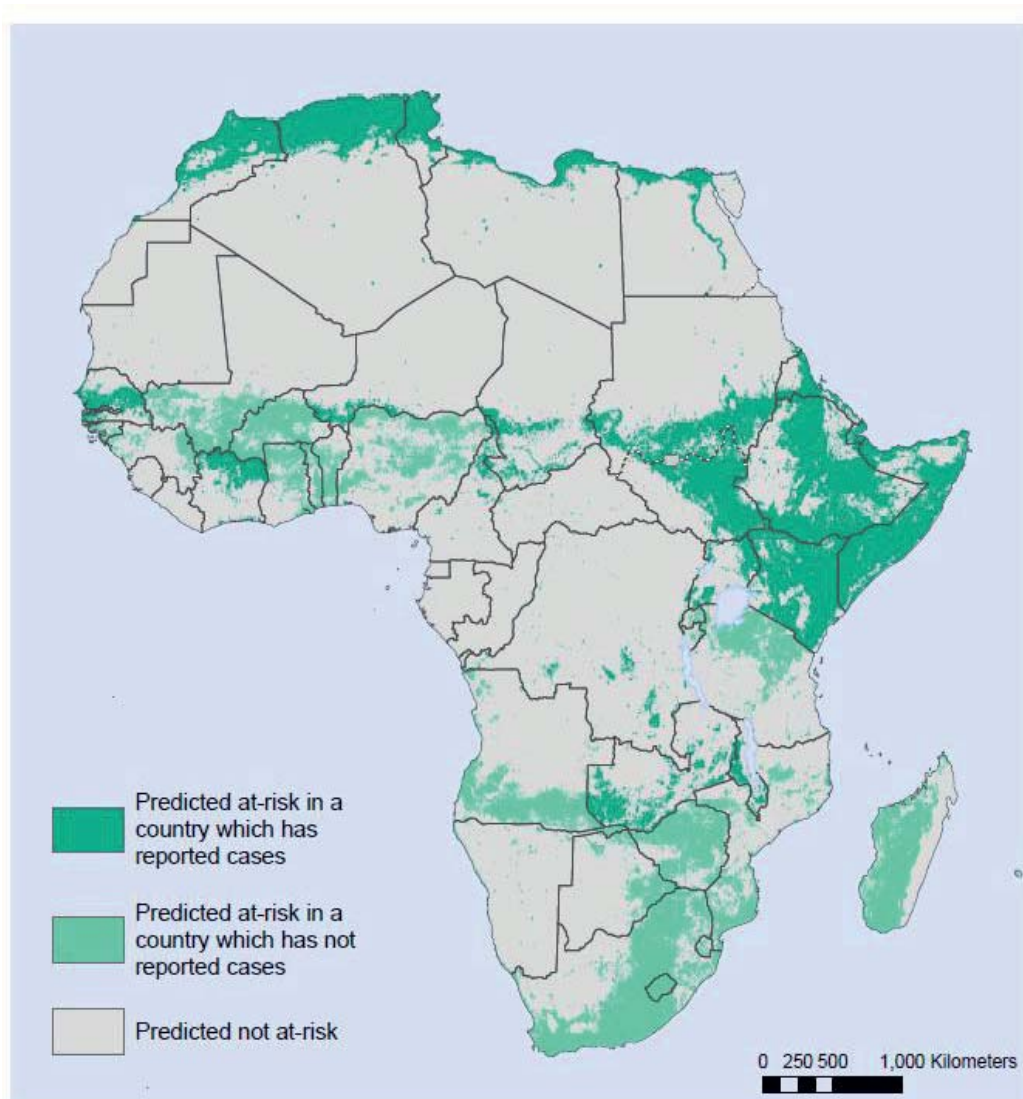 Predicted at-risk in a
country which has
reported cases
Predicted at-risk in a
country which has not
reported cases
Predicted not at-risk
0 250 500 1,000 Kilometers